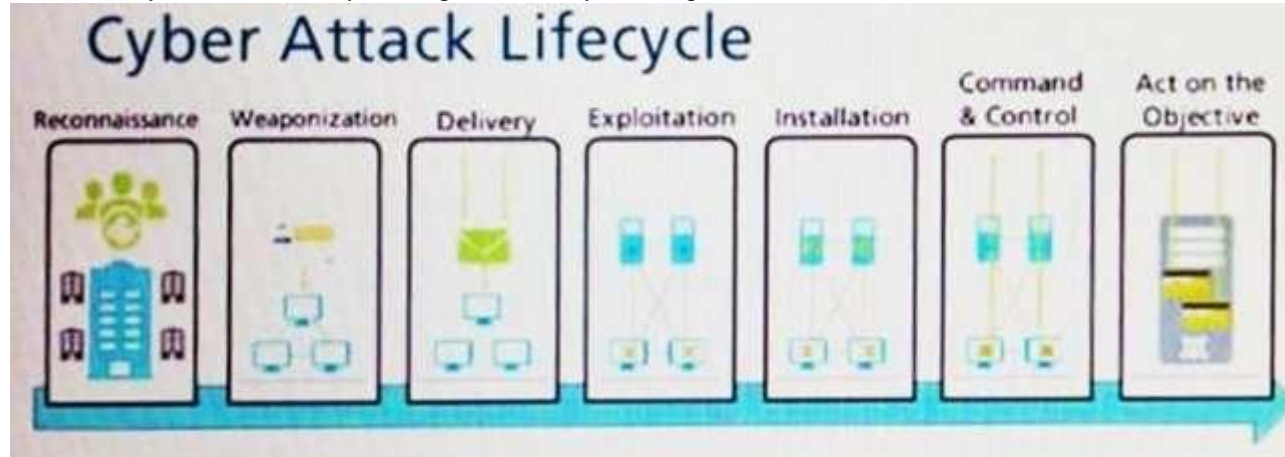 Cyber Attack Lifecycle
Reconnaissance
Weaponization
Delivery
Exploitation
Installation
Command
& Control
Act on the
Objective